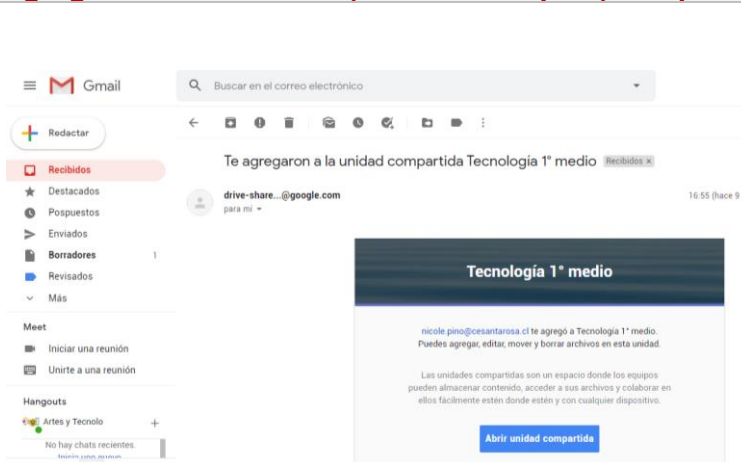 Gmail
Buscar en el correo electrónico
Redactar
Te agregaron a la unidad compartida Tecnología 1° medio Recibidos x
Recibidos
Destacados
drive-share...@google.com
16:55 (hace 9
para mí
Pospuestos
Enviados
Borradores 1
Revisados
Más
Tecnología 1° medio
Meet
Iniciar una reunión
Unirte a una reunión
nicole.pino@cesantarosa.cl te agregó a Tecnología 1° medio.
Puedes agregar, editar, mover y borrar archivos en esta unidad.
Las unidades compartidas son un espacio donde los equipos
pueden almacenar contenido, acceder a sus archivos y colaborar en
ellos fácilmente estén donde estén y con cualquier dispositivo.
Hangouts
Artes y Tecnolo
No hay chats recientes.
Abrir unidad compartida